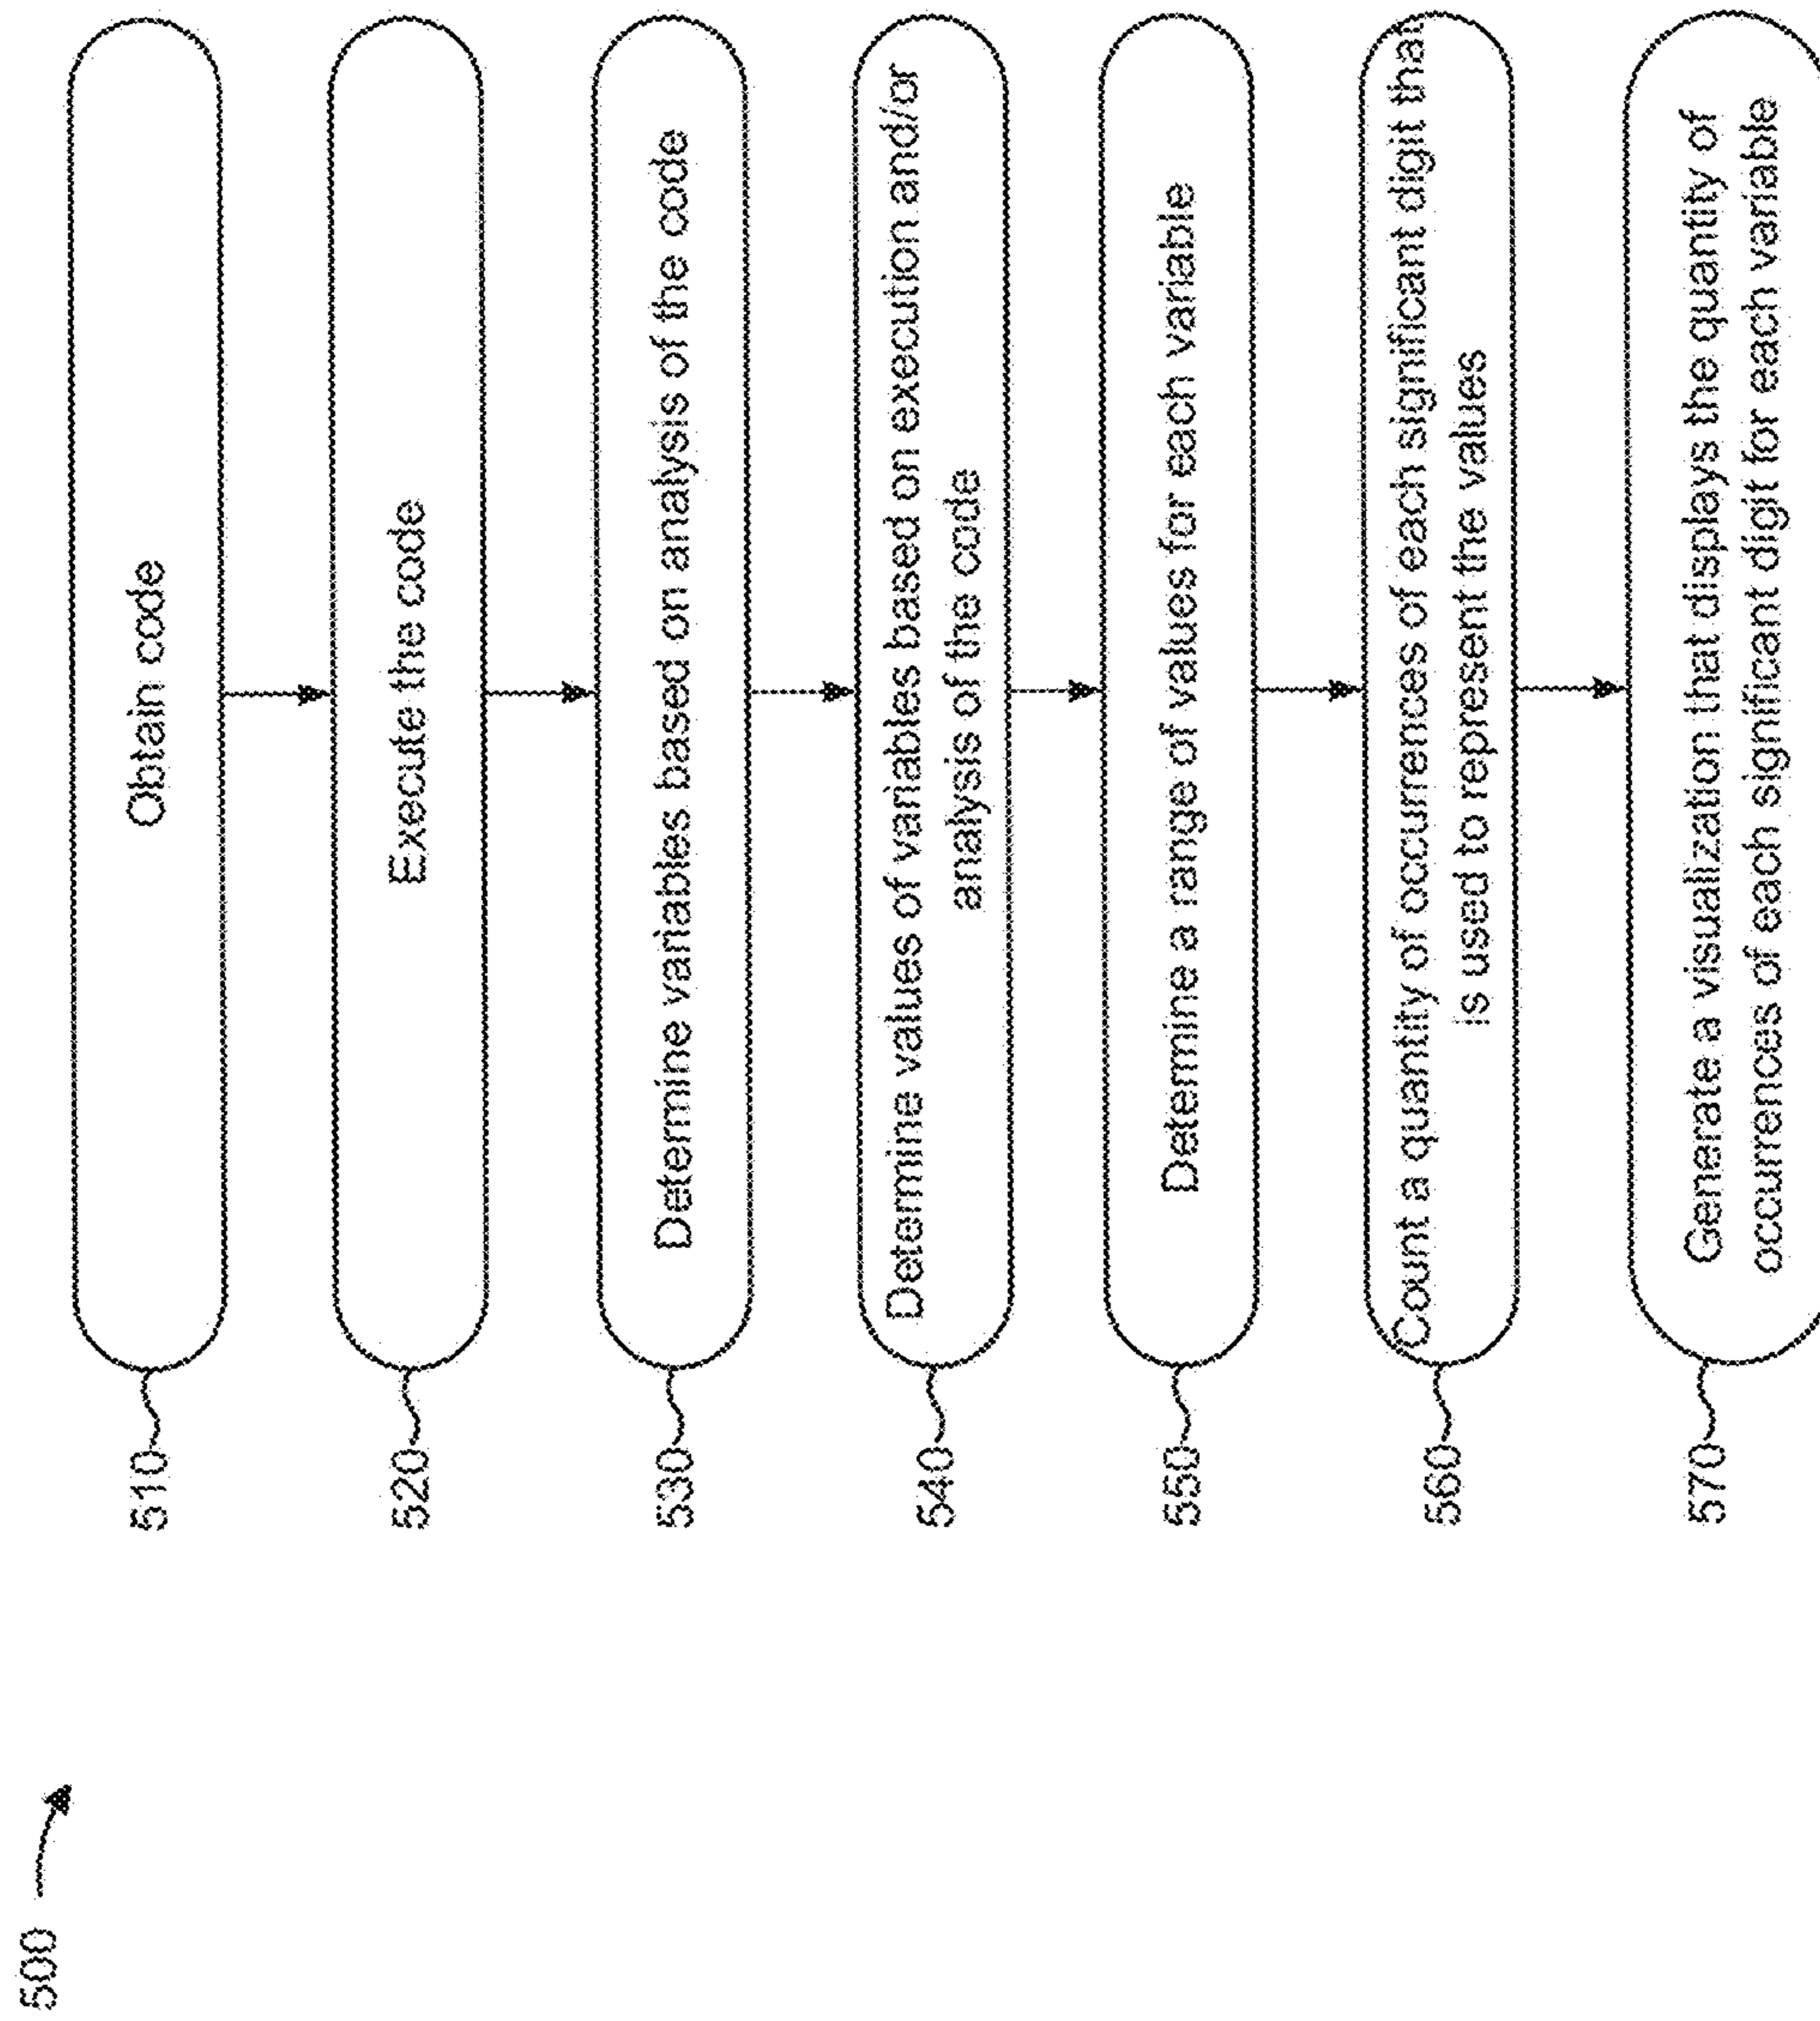 500
510
Obtain code
520
Execute the code
530
Determine variables based on analysis of the code
540
Determine values of variables based on execution and/or
analysis of the code
550
Determine a range of values for each variable
560
Count a quantity of occurrences of each significant digit that
is used to represent the values
570
Generate a visualization that displays the quantity of
occurrences of each significant digit for each variable